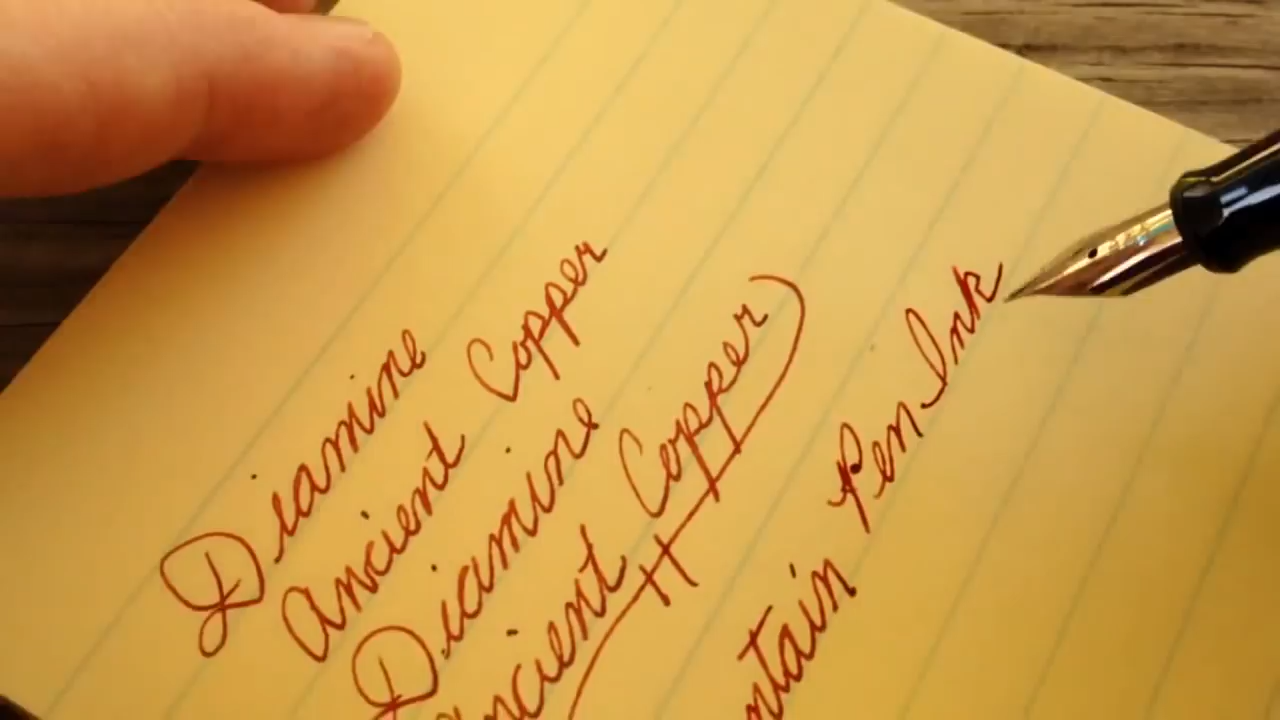 Diamine
Ancient Copper
Diamine
ncient Copper
ntain Pen Ink